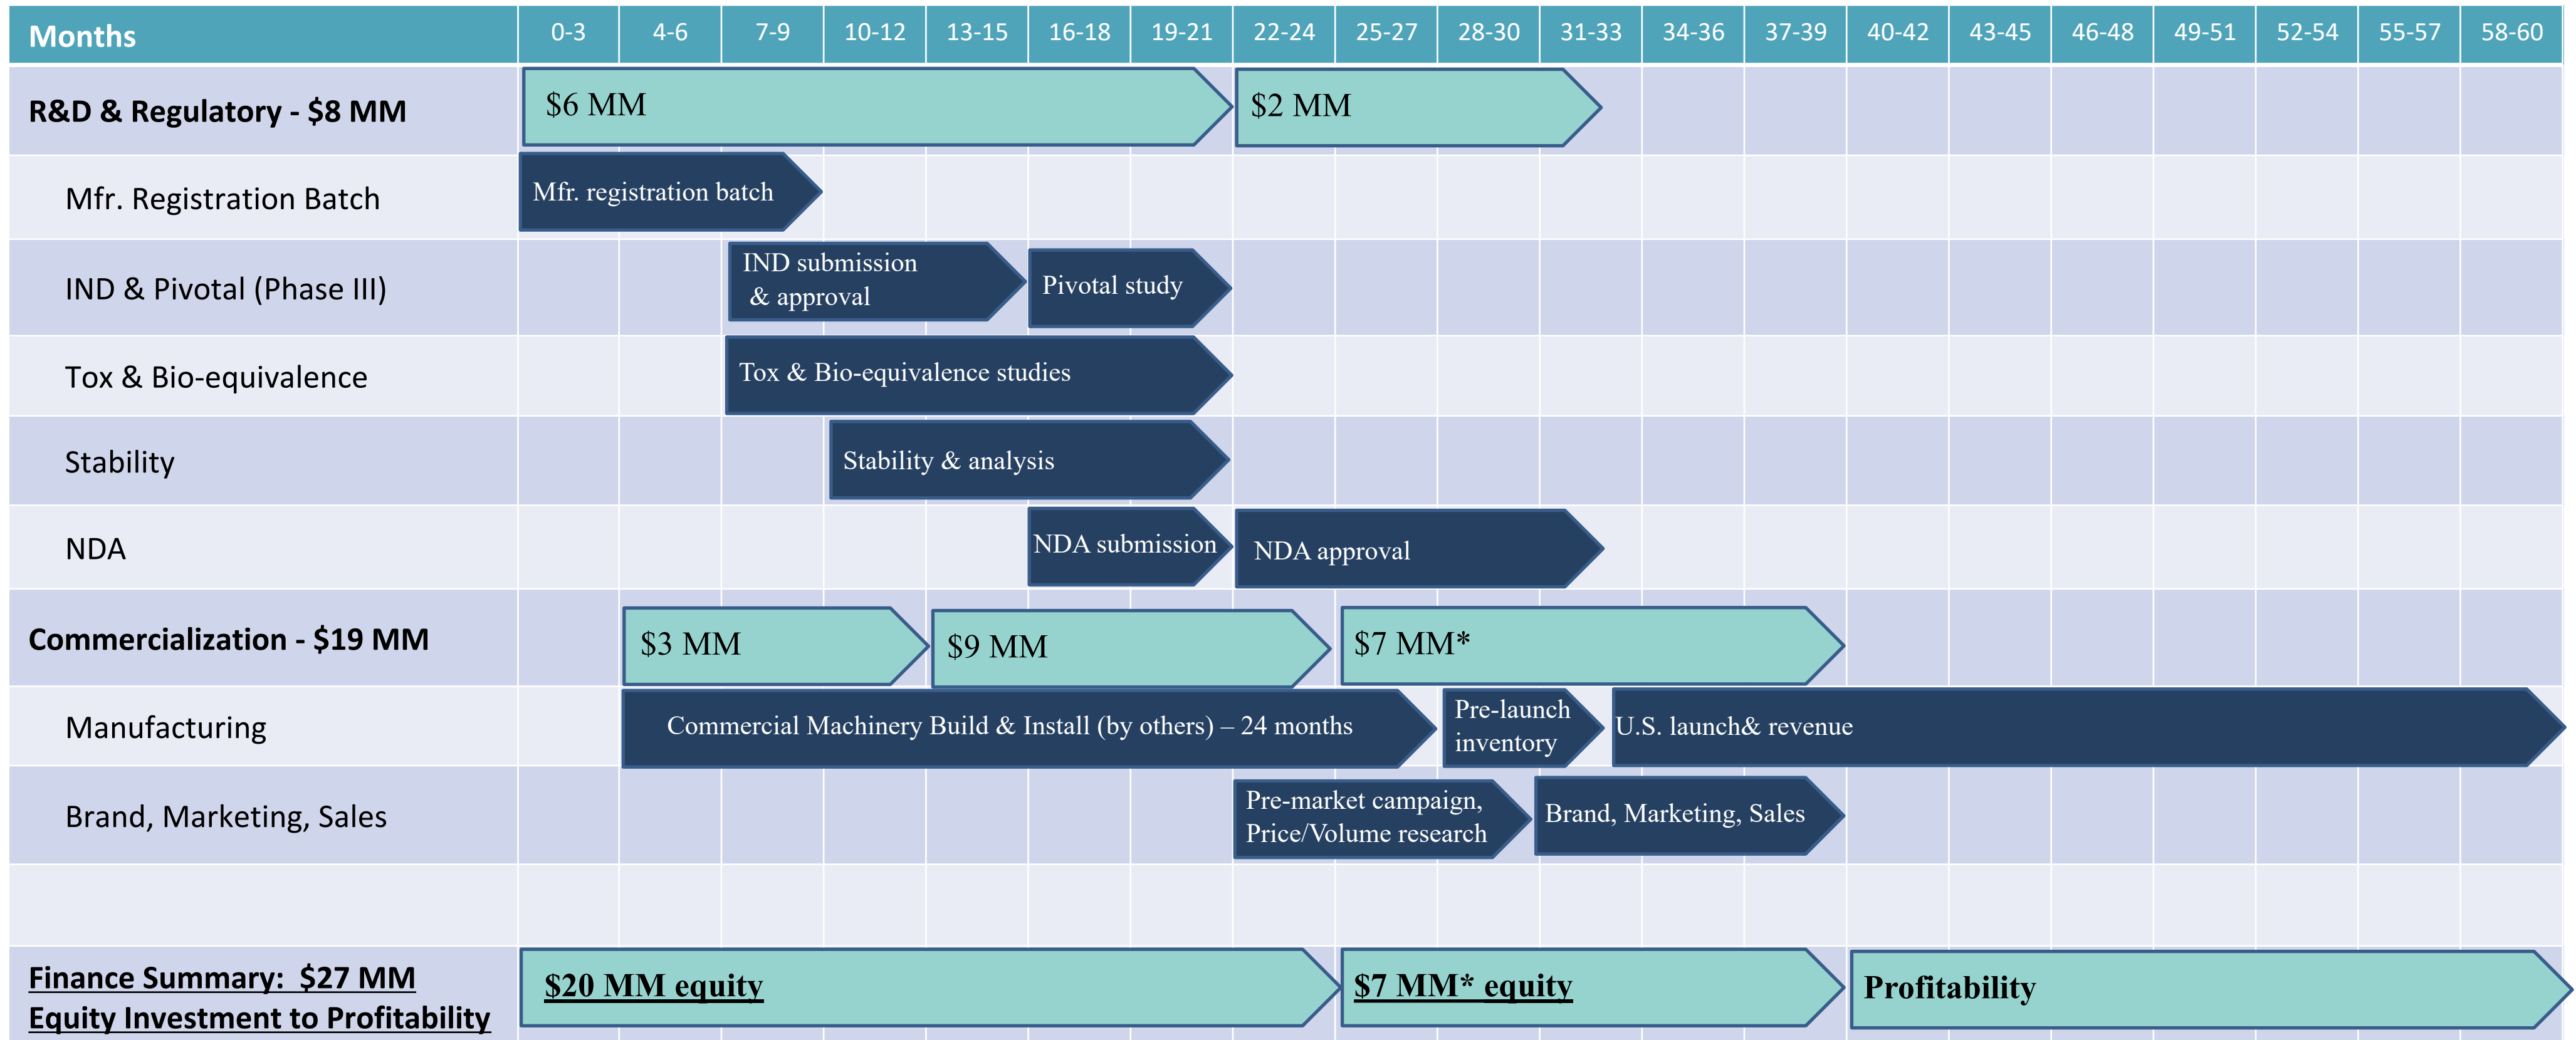 Months 0-3 4-6 7-9 10-12 13-15 16-18 19-21 22-24 25-27 28-30 31-33 34-36 37-39 40-42 43-45 46-48 49-51 52-54 55-57 58-60
R&D & Regulatory - $8 MM $6 MM $2 MM
Mfr. Registration Batch Mfr. registration batch
IND & Pivotal (Phase III)
IND submission
& approval
Pivotal study
Tox & Bio-equivalence Tox & Bio-equivalence studies
Stability Stability & analysis
NDA NDA submission NDA approval
Commercialization - $19 MM $3 MM $9 MM $7 MM*
Manufacturing Commercial Machinery Build & Install (by others) – 24 months
Pre-launch
inventory
U.S. launch& revenue
Brand, Marketing, Sales
Pre-market campaign,
Price/Volume research
Brand, Marketing, Sales
Finance Summary: $27 MM
Equity Investment to Profitability
$20 MM equity $7 MM* equity Profitability